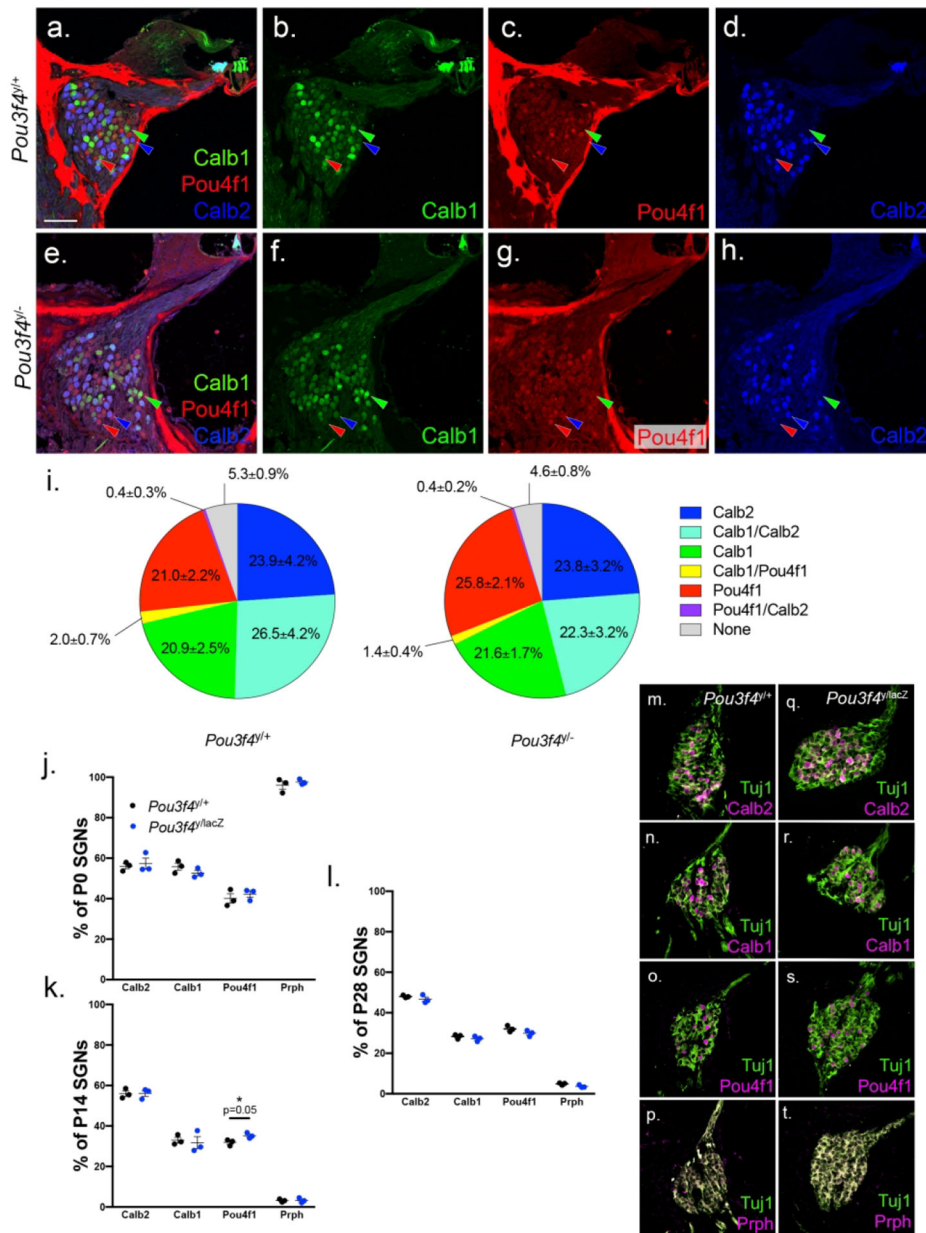 a.
b.
c.
d.
Pou3f4y/+
Calb1
Pou4f1
Calb2
Calb1
Pou4f1
Calb2
e.
f.
g.
h.
Pou3f4y/-
Calb1
Pou4f1
Calb2
Calb1
Pou4f1
Calb2
i.
5.3±0.9%
0.4±0.3%
23.9±4.2%
21.0±2.2%
2.0±0.7%
20.9±2.5%
26.5±4.2%
Pou3f4y/+
4.6±0.8%
0.4±0.2%
23.8±3.2%
25.8±2.1%
1.4±0.4%
21.6±1.7%
22.3±3.2%
Pou3f4y/-
Calb2
Calb1/Calb2
Calb1
Calb1/Pou4f1
Pou4f1
Pou4f1/Calb2
None
j.
% of P0 SGNs
100
80
60
40
20
0
Pou3f4y/+
Pou3f4y/lacZ
Calb2 Calb1 Pou4f1 Prph
k.
% of P14 SGNs
100
80
60
40
20
0
*
p=0.05
Calb2 Calb1 Pou4f1 Prph
l.
% of P28 SGNs
100
80
60
40
20
0
Calb2 Calb1 Pou4f1 Prph
m. Pou3f4y/+
Tuj1
Calb2
q. Pou3f4y/lacZ
Tuj1
Calb2
n.
Tuj1
Calb1
r.
Tuj1
Calb1
o.
Tuj1
Pou4f1
s.
Tuj1
Pou4f1
p.
Tuj1
Prph
t.
Tuj1
Prph